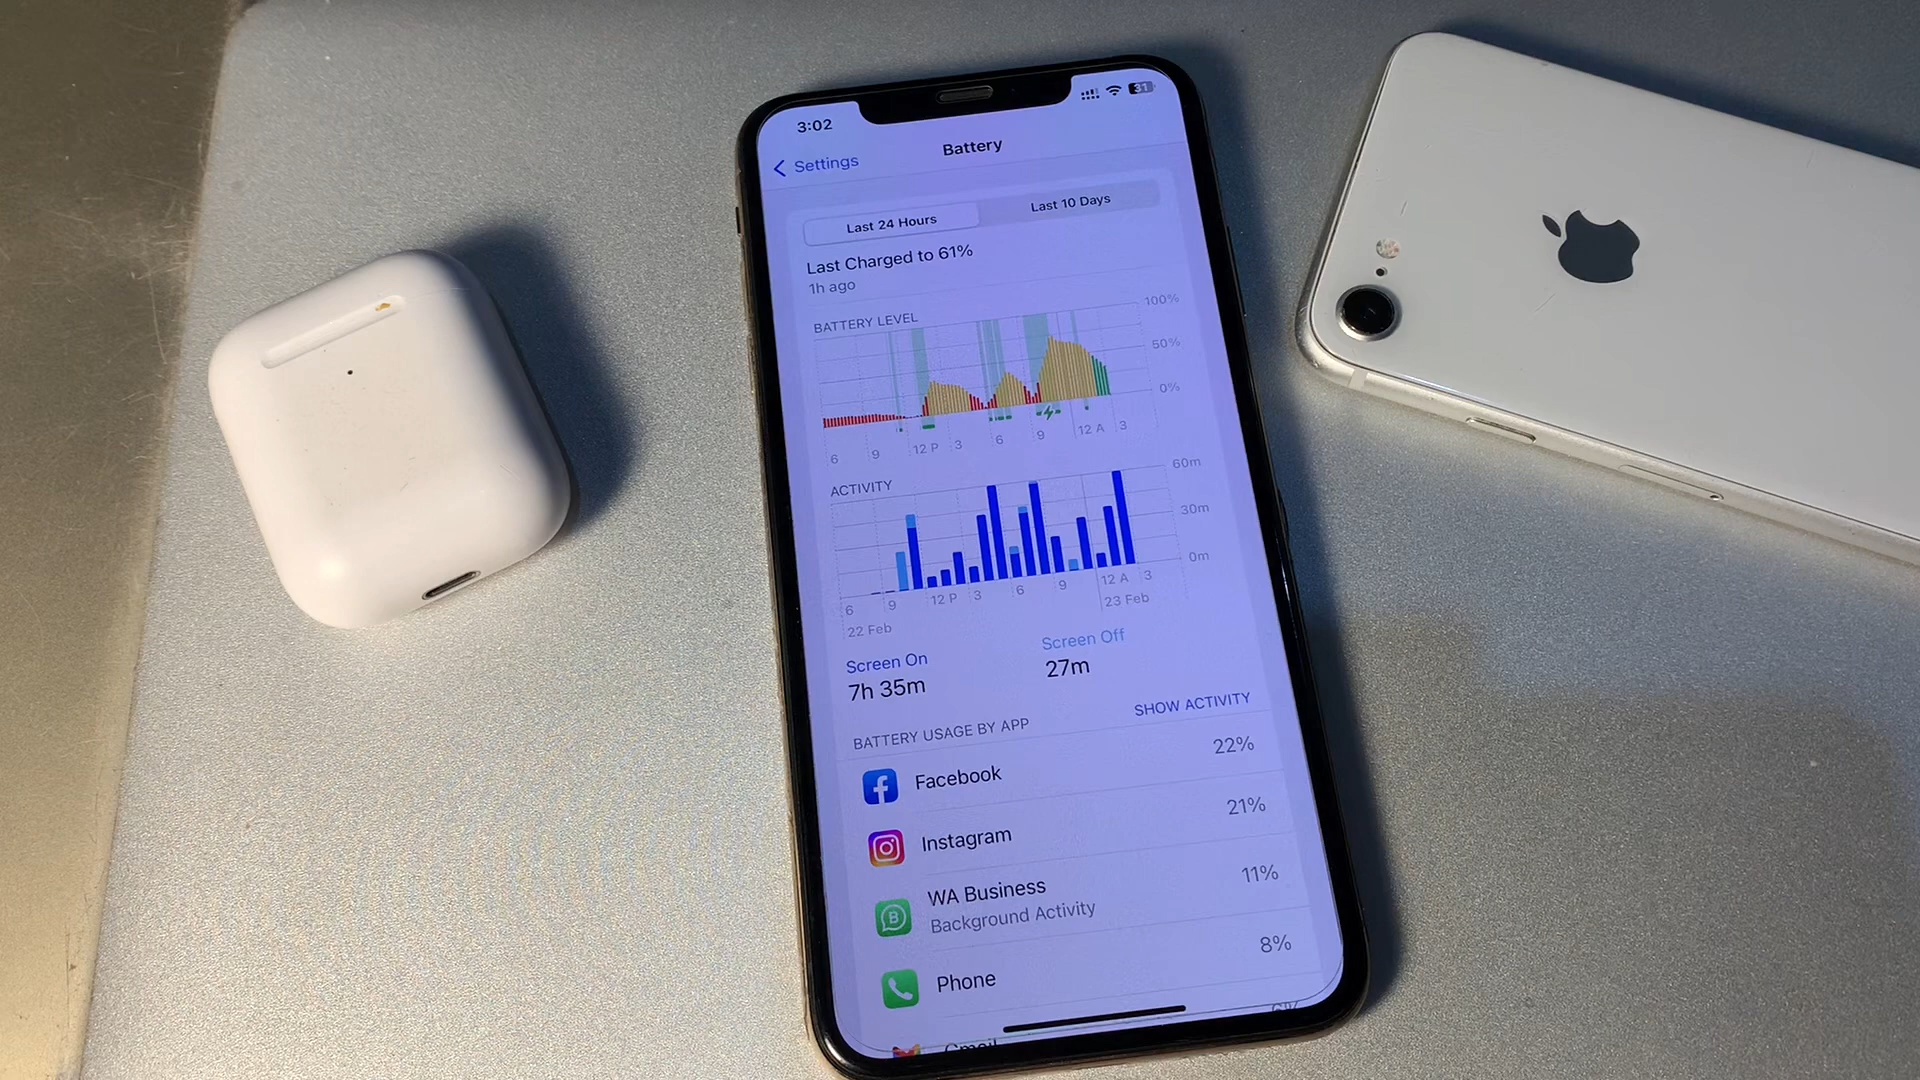 3:02
31
Settings
Battery
Last 24 Hours
Last 10 Days
Last Charged to 61%
1h ago
BATTERY LEVEL
100%
50%
0%
6 9 12 P 3 6 9 12 A 3
ACTIVITY
60m
30m
0m
6 9 12 P 3 6 9 12 A 3
22 Feb 23 Feb
Screen On
7h 35m
Screen Off
27m
BATTERY USAGE BY APP
SHOW ACTIVITY
Facebook 22%
Instagram 21%
WA Business 11%
Background Activity
Phone 8%
Gmail